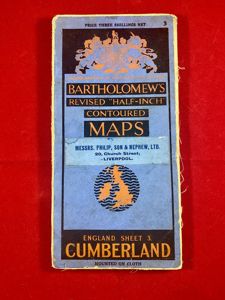 PRICE THREE SHILLINGS NET
3
BARTHOLOMEW'S
REVISED "HALF-INCH"
CONTOURED
MAPS
MESSRS. PHILIP, SON & NEPHEW, LTD.
20, Church Street,
LIVERPOOL.
ENGLAND SHEET 3.
CUMBERLAND
MOUNTED ON CLOTH